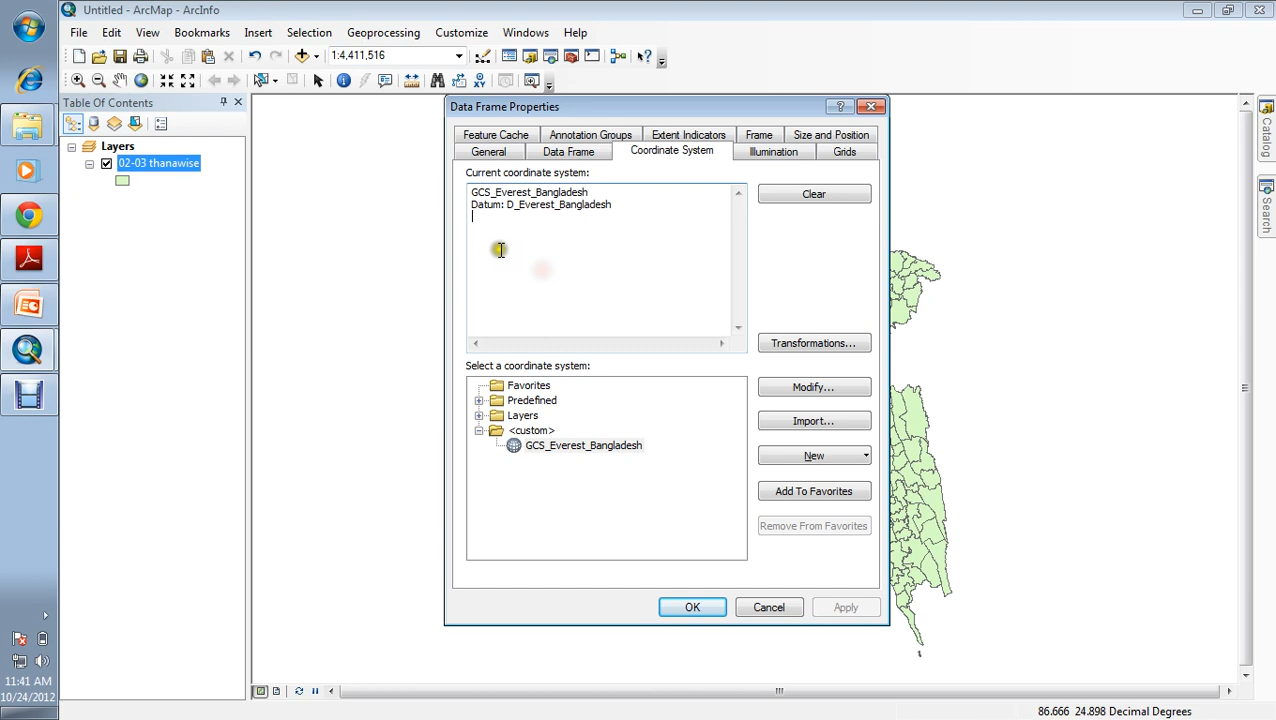 Untitled - ArcMap - ArcInfo
File Edit View Bookmarks Insert Selection Geoprocessing Customize Windows Help
1:4,411,516
Table Of Contents
Layers
02-03 thanawise
Data Frame Properties
Feature Cache Annotation Groups Extent Indicators Frame Size and Position
General Data Frame Coordinate System Illumination Grids
Current coordinate system:
GCS_Everest_Bangladesh
Datum: D_Everest_Bangladesh
Clear
Transformations...
Select a coordinate system:
Favorites
Predefined
Layers
<custom>
GCS_Everest_Bangladesh
Modify...
Import...
New
Add To Favorites
Remove From Favorites
OK Cancel Apply
Catalog
Search
11:41 AM
10/24/2012
86.666 24.898 Decimal Degrees